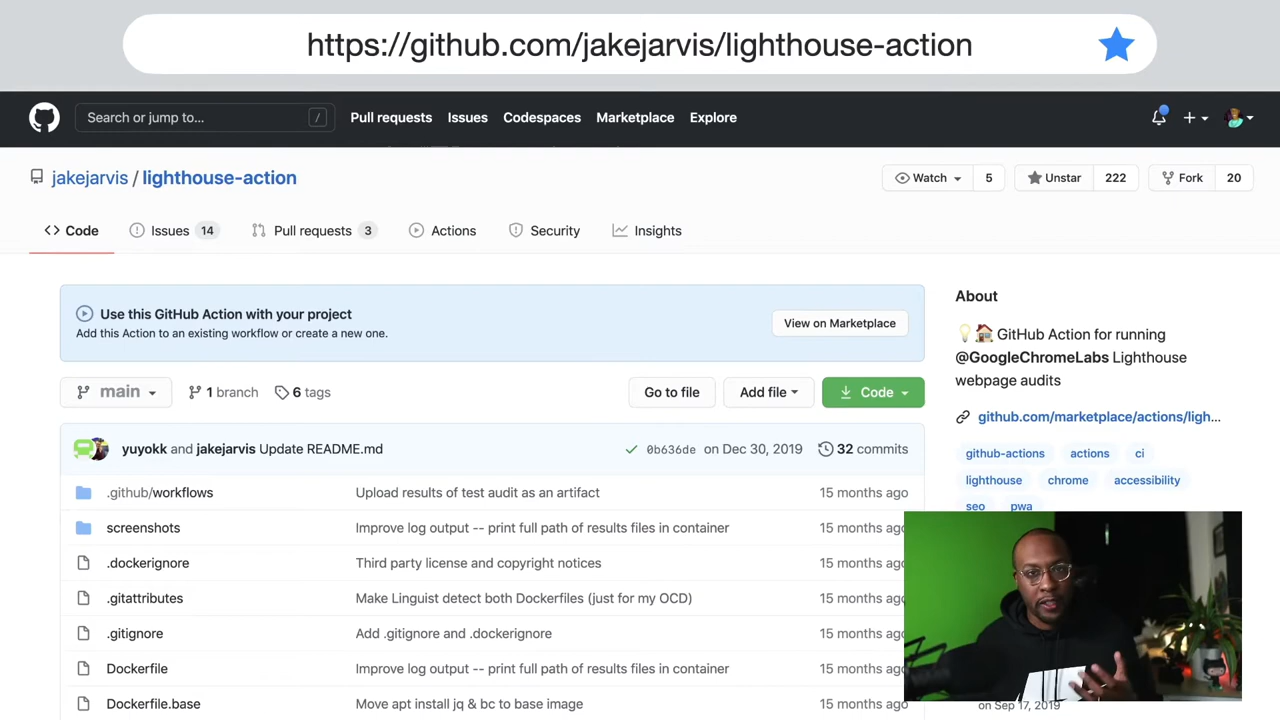 https://github.com/jakejarvis/lighthouse-action
Search or jump to... /
Pull requests Issues Codespaces Marketplace Explore
jakejarvis / lighthouse-action
Watch 5 Unstar 222 Fork 20
Code Issues 14 Pull requests 3 Actions Security Insights
Use this GitHub Action with your project
Add this Action to an existing workflow or create a new one.
View on Marketplace
main 1 branch 6 tags Go to file Add file Code
yuyokk and jakejarvis Update README.md 0b636de on Dec 30, 2019 32 commits
.github/workflows Upload results of test audit as an artifact 15 months ago
screenshots Improve log output -- print full path of results files in container 15 months ago
.dockerignore Third party license and copyright notices 15 months ago
.gitattributes Make Linguist detect both Dockerfiles (just for my OCD) 15 months ago
.gitignore Add .gitignore and .dockerignore 15 months ago
Dockerfile Improve log output -- print full path of results files in container 15 months ago
Dockerfile.base Move apt install jq & bc to base image 15 months ago
About
GitHub Action for running
@GoogleChromeLabs Lighthouse
webpage audits
github.com/marketplace/actions/ligh...
github-actions actions ci
lighthouse chrome accessibility
seo pwa
on Sep 17, 2019